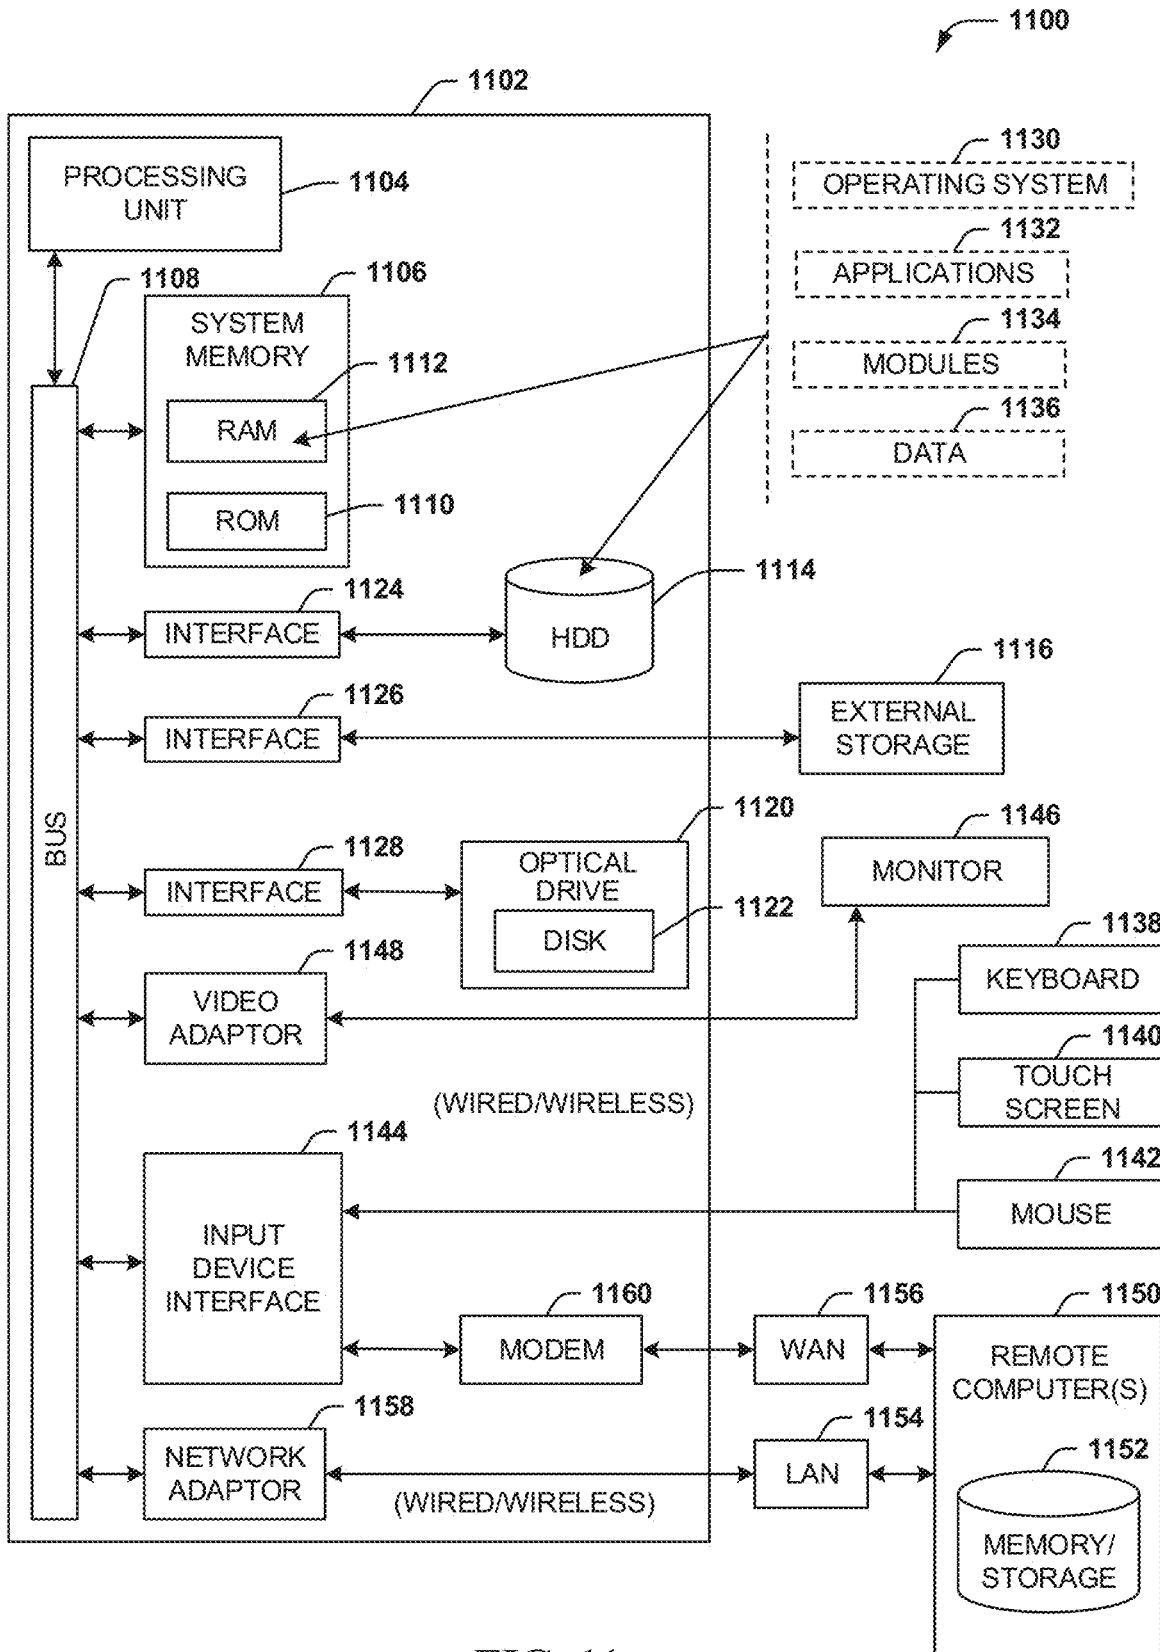 1100
1102
PROCESSING
UNIT
1104
1108
1106
SYSTEM
MEMORY
1112
RAM
1110
ROM
1130
OPERATING SYSTEM
1132
APPLICATIONS
1134
MODULES
1136
DATA
1124
INTERFACE
1114
HDD
1126
INTERFACE
1116
EXTERNAL
STORAGE
BUS
1128
INTERFACE
1120
OPTICAL
DRIVE
1122
DISK
1146
MONITOR
1148
VIDEO
ADAPTOR
1138
KEYBOARD
1140
TOUCH
SCREEN
(WIRED/WIRELESS)
1142
MOUSE
1144
INPUT
DEVICE
INTERFACE
1160
MODEM
1156
WAN
1150
REMOTE
COMPUTER(S)
1158
NETWORK
ADAPTOR
(WIRED/WIRELESS)
1154
LAN
1152
MEMORY/
STORAGE